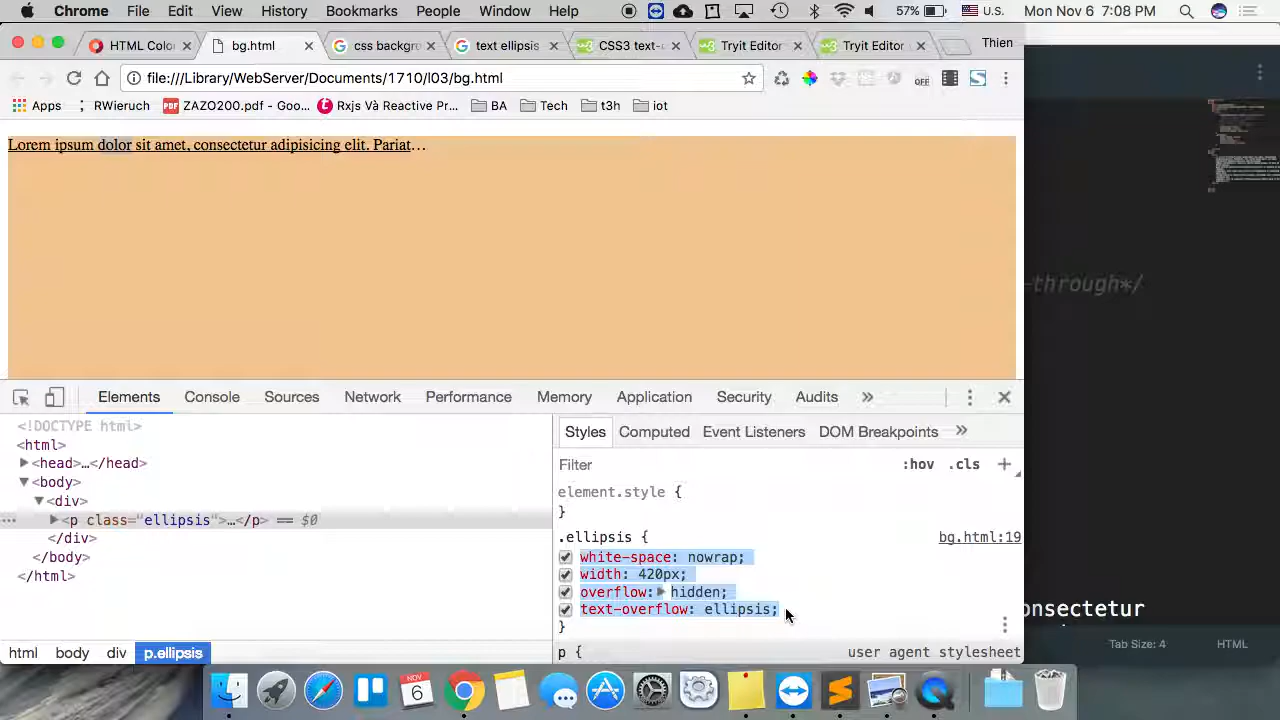 Chrome File Edit View History Bookmarks People Window Help 57% U.S. Mon Nov 6 7:08 PM
HTML Colo bg.html css backgr text ellips CSS3 text- Tryit Editor Tryit Editor Thien
file:///Library/WebServer/Documents/1710/l03/bg.html OFF
Apps RWieruch PDF ZAZO200.pdf - Goo... Rxjs Và Reactive Pr... BA Tech t3h iot
Lorem ipsum dolor sit amet, consectetur adipisicing elit. Pariat…
-through*/
Elements Console Sources Network Performance Memory Application Security Audits »
<!DOCTYPE html>
<html>
<head>…</head>
<body>
<div>
<p class="ellipsis">…</p> == $0
</div>
</body>
</html>
html body div p.ellipsis
Styles Computed Event Listeners DOM Breakpoints »
Filter :hov .cls +
element.style {
}
.ellipsis { bg.html:19
white-space: nowrap;
width: 420px;
overflow: hidden;
text-overflow: ellipsis;
}
p { user agent stylesheet
onsectetur
Tab Size: 4 HTML
NOV
6